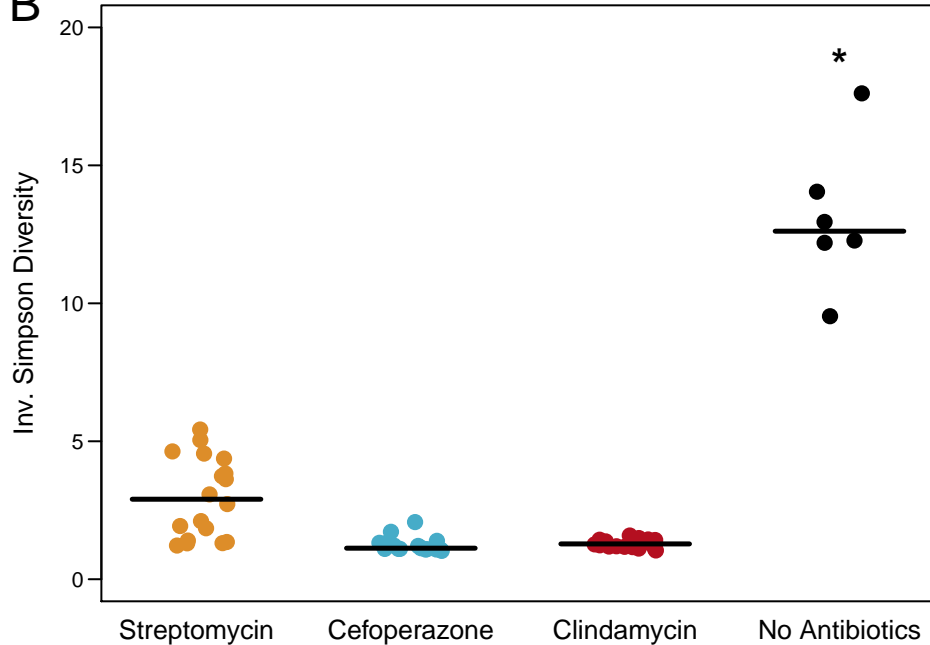 B
20
15
10
5
0
Inv. Simpson Diversity
*
Streptomycin Cefoperazone Clindamycin No Antibiotics